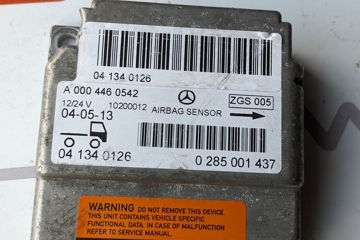 04 134 0126
A 000 446 0542
ZGS 005
12/24 V 10200012 AIRBAG SENSOR
04-05-13
04 134 0126
0 285 001 437
WARNING DO NOT REMOVE THIS DEVICE.
THIS UNIT CONTAINS VEHICLE SPECIFIC
FUNCTIONAL DATA. IN CASE OF MALFUNCTION
REFER TO SERVICE MANUAL.